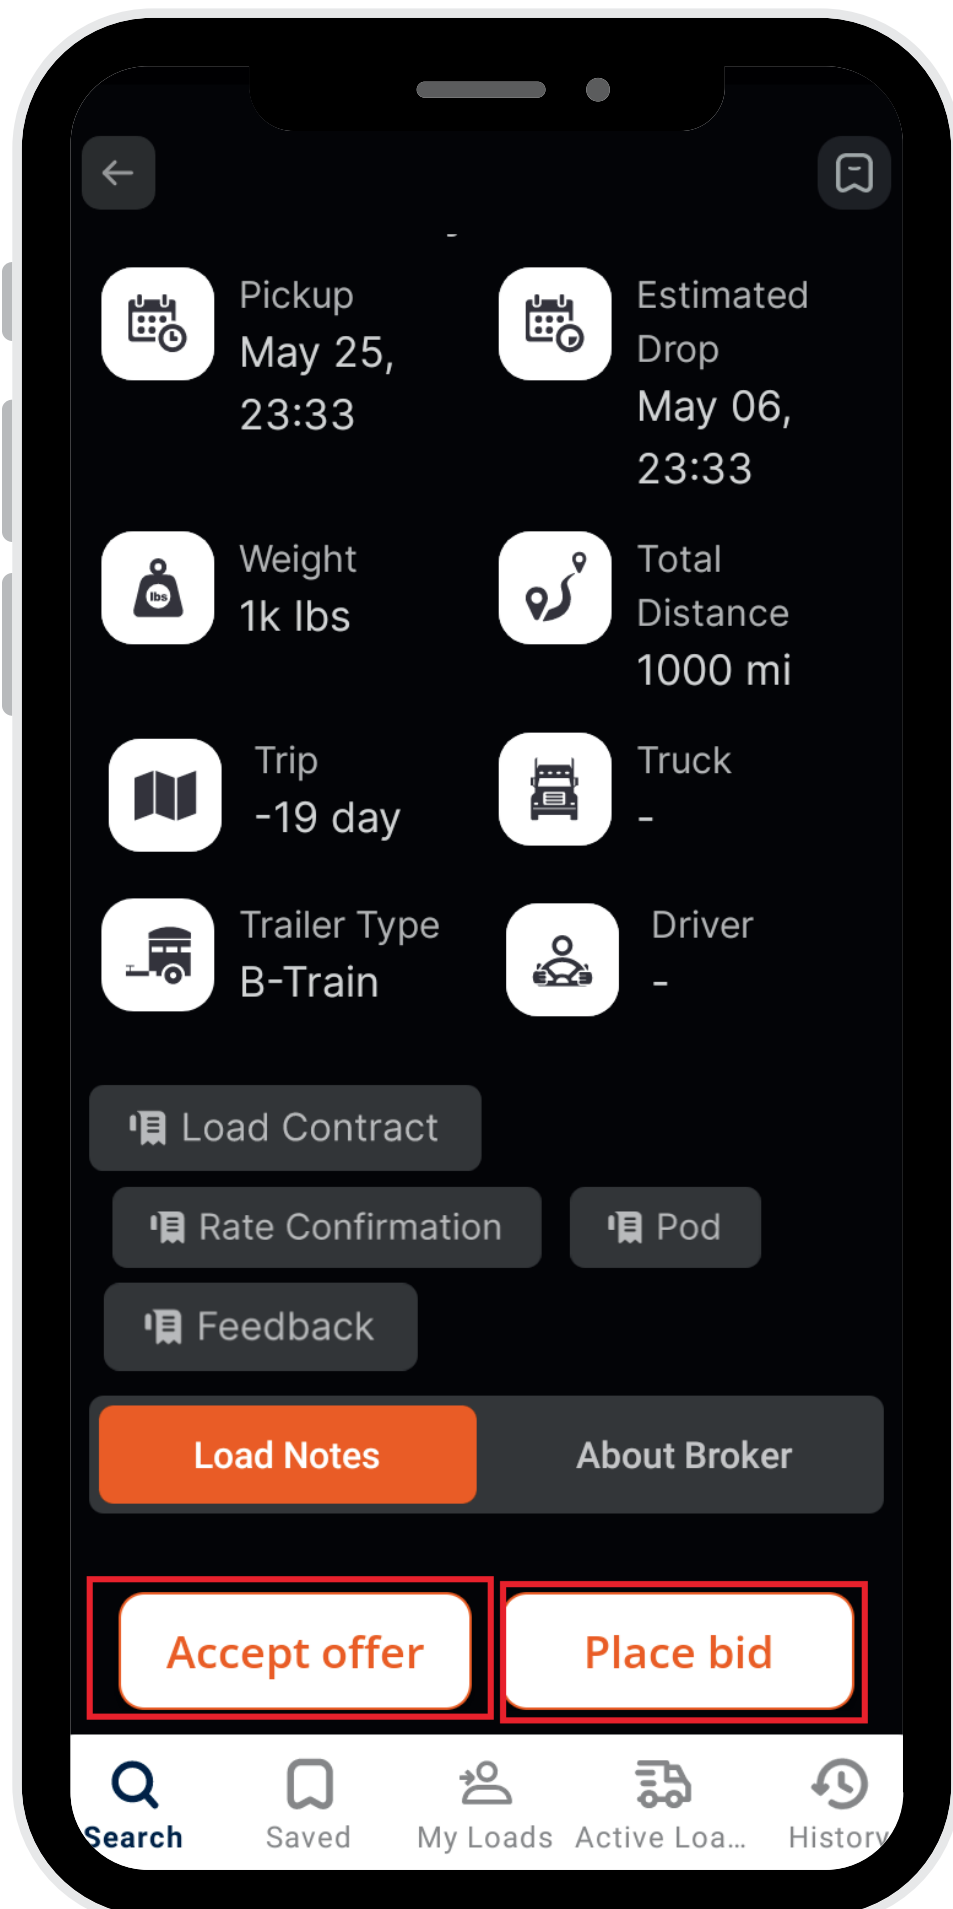 Pickup
May 25,
23:33
Estimated
Drop
May 06,
23:33
Weight
1k lbs
lbs
Total
Distance
1000 mi
Trip
-19 day
Truck
-
Trailer Type
B-Train
Driver
-
Load Contract
Rate Confirmation
Pod
Feedback
Load Notes
About Broker
Accept offer
Place bid
Search
Saved
My Loads
Active Loa...
History